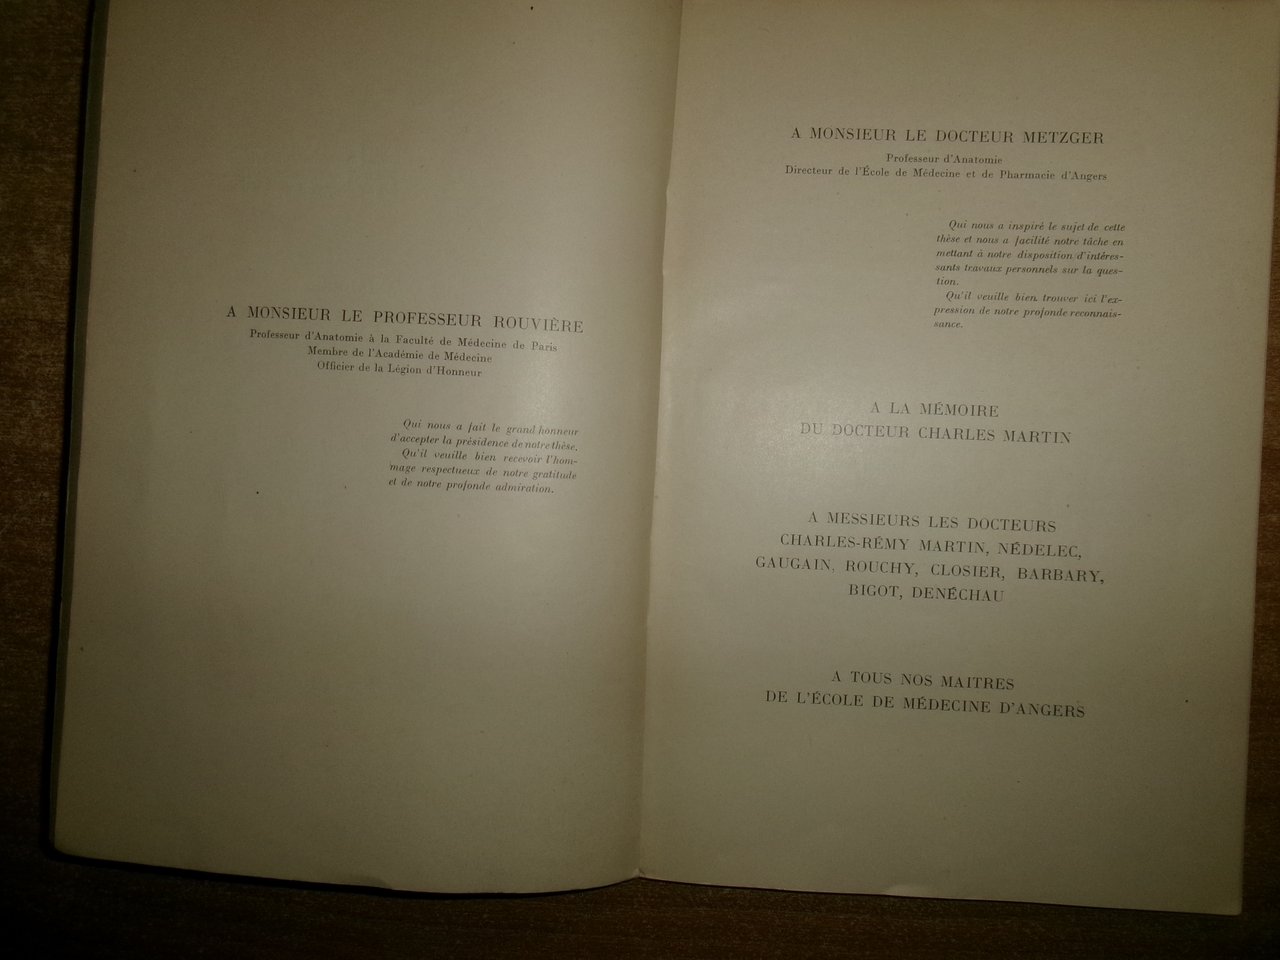 A MONSIEUR LE PROFESSEUR ROUVIÈRE
Professeur d'Anatomie à la Faculté de Médecine de Paris
Membre de l'Académie de Médecine
Officier de la Légion d'Honneur
Qui nous a fait le grand honneur
d'accepter la présidence de notre thèse.
Qu'il veuille bien recevoir l'hom-
mage respectueux de notre gratitude
et de notre profonde admiration.
A MONSIEUR LE DOCTEUR METZGER
Professeur d'Anatomie
Directeur de l'École de Médecine et de Pharmacie d'Angers
Qui nous a inspiré le sujet de cette
thèse et nous a facilité notre tâche en
mettant à notre disposition d'intéres-
sants travaux personnels sur la ques-
tion.
Qu'il veuille bien trouver ici l'ex-
pression de notre profonde reconnais-
sance.
A LA MÉMOIRE
DU DOCTEUR CHARLES MARTIN
A MESSIEURS LES DOCTEURS
CHARLES-RÉMY MARTIN, NÉDELEC,
GAUGAIN, ROUCHY, CLOSIER, BARBARY,
BIGOT, DENÉCHAU
A TOUS NOS MAITRES
DE L'ÉCOLE DE MÉDECINE D'ANGERS